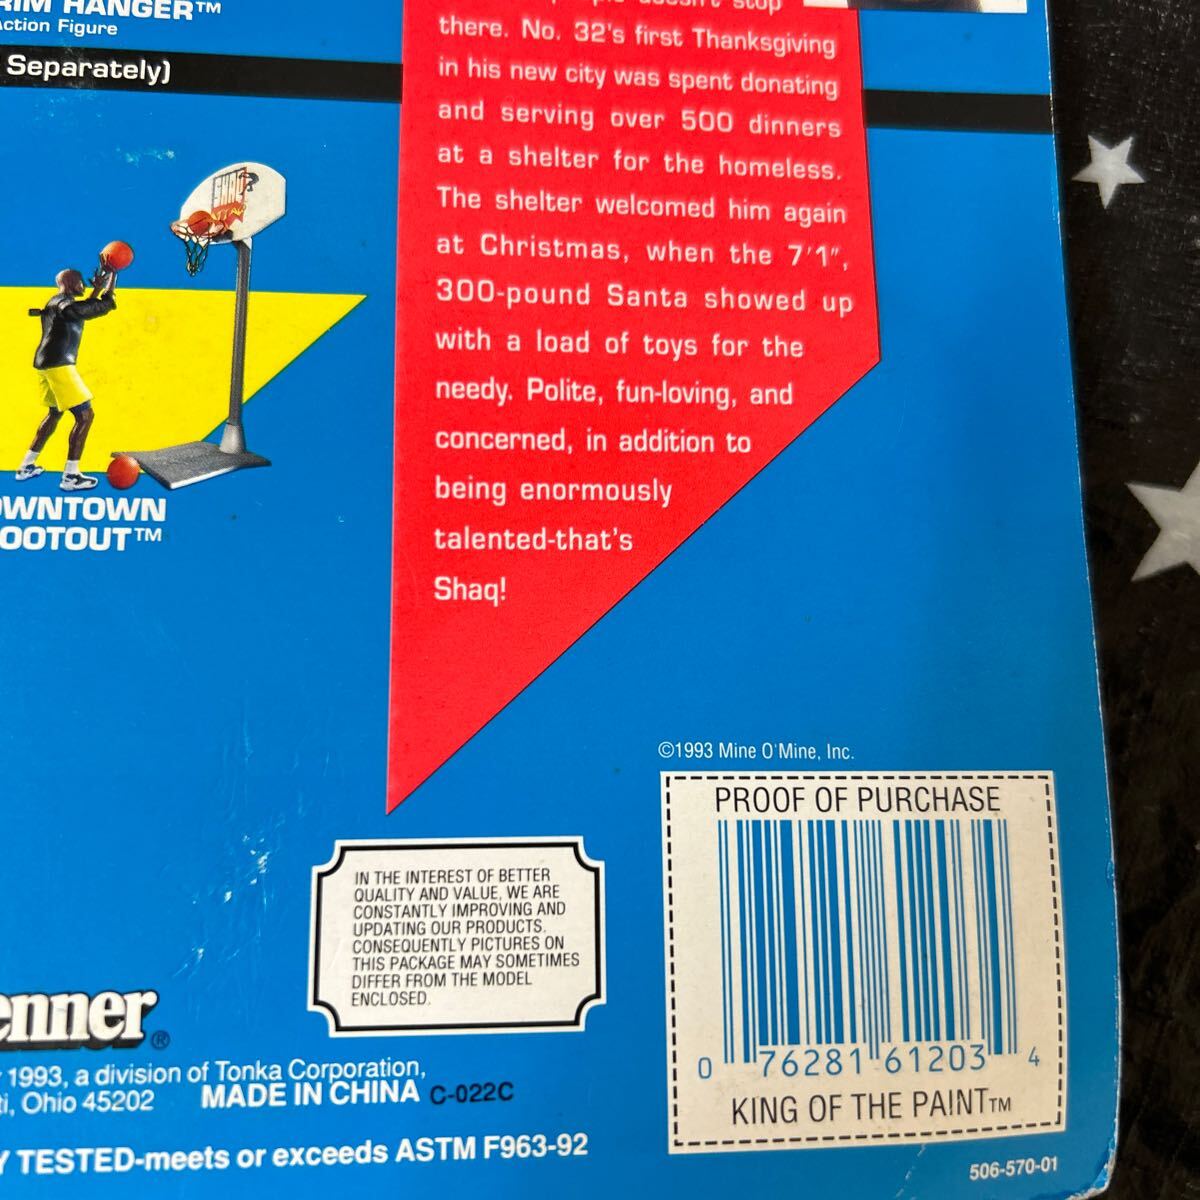 RIM HANGER™
Action Figure
Separately)
doesn't stop
there. No. 32's first Thanksgiving
in his new city was spent donating
and serving over 500 dinners
at a shelter for the homeless.
The shelter welcomed him again
at Christmas, when the 7'1",
300-pound Santa showed up
with a load of toys for the
needy. Polite, fun-loving, and
concerned, in addition to
being enormously
talented-that's
Shaq!
SHAQ
ATTAQ
OWNTOWN
OOTOUT™
©1993 Mine O'Mine, Inc.
PROOF OF PURCHASE
0 76281 61203 4
KING OF THE PAINT™
506-570-01
IN THE INTEREST OF BETTER
QUALITY AND VALUE, WE ARE
CONSTANTLY IMPROVING AND
UPDATING OUR PRODUCTS.
CONSEQUENTLY PICTURES ON
THIS PACKAGE MAY SOMETIMES
DIFFER FROM THE MODEL
ENCLOSED.
enner®
1993, a division of Tonka Corporation,
ti, Ohio 45202 MADE IN CHINA C-022C
Y TESTED-meets or exceeds ASTM F963-92